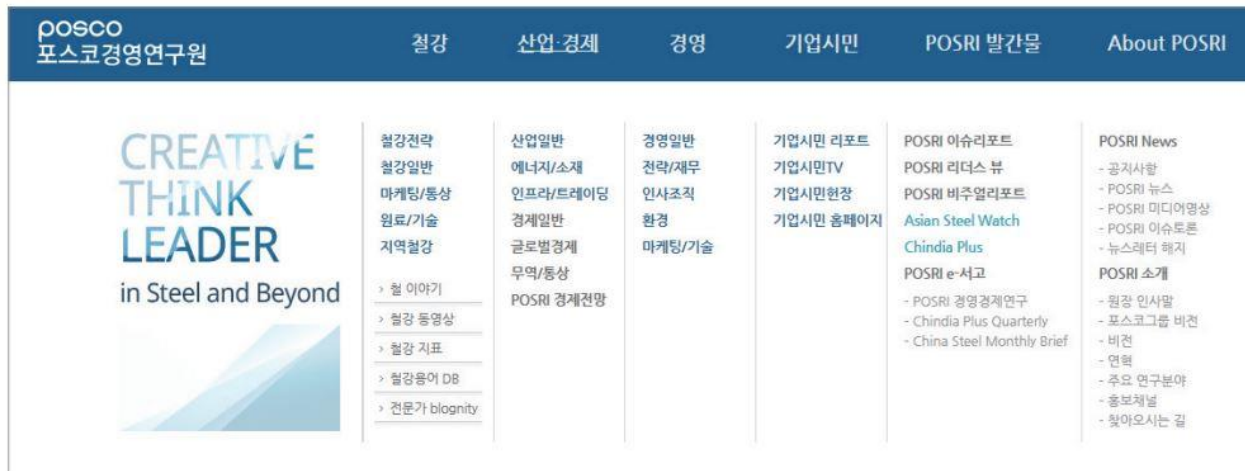 posco
포스코경영연구원
철강
산업·경제
경영
기업시민
POSRI 발간물
About POSRI
CREATIVE
THINK
LEADER
in Steel and Beyond
철강전략
철강일반
마케팅/통상
원료/기술
지역철강
› 철 이야기
› 철강 동영상
› 철강 지표
› 철강용어 DB
› 전문가 blognity
산업일반
에너지/소재
인프라/트레이딩
경제일반
글로벌경제
무역/통상
POSRI 경제전망
경영일반
전략/재무
인사조직
환경
마케팅/기술
기업시민 리포트
기업시민TV
기업시민헌장
기업시민 홈페이지
POSRI 이슈리포트
POSRI 리더스 뷰
POSRI 비주얼리포트
Asian Steel Watch
Chindia Plus
POSRI e-서고
- POSRI 경영경제연구
- Chindia Plus Quarterly
- China Steel Monthly Brief
POSRI News
- 공지사항
- POSRI 뉴스
- POSRI 미디어영상
- POSRI 이슈토론
- 뉴스레터 해지
POSRI 소개
- 원장 인사말
- 포스코그룹 비전
- 비전
- 연혁
- 주요 연구분야
- 홍보채널
- 찾아오시는 길